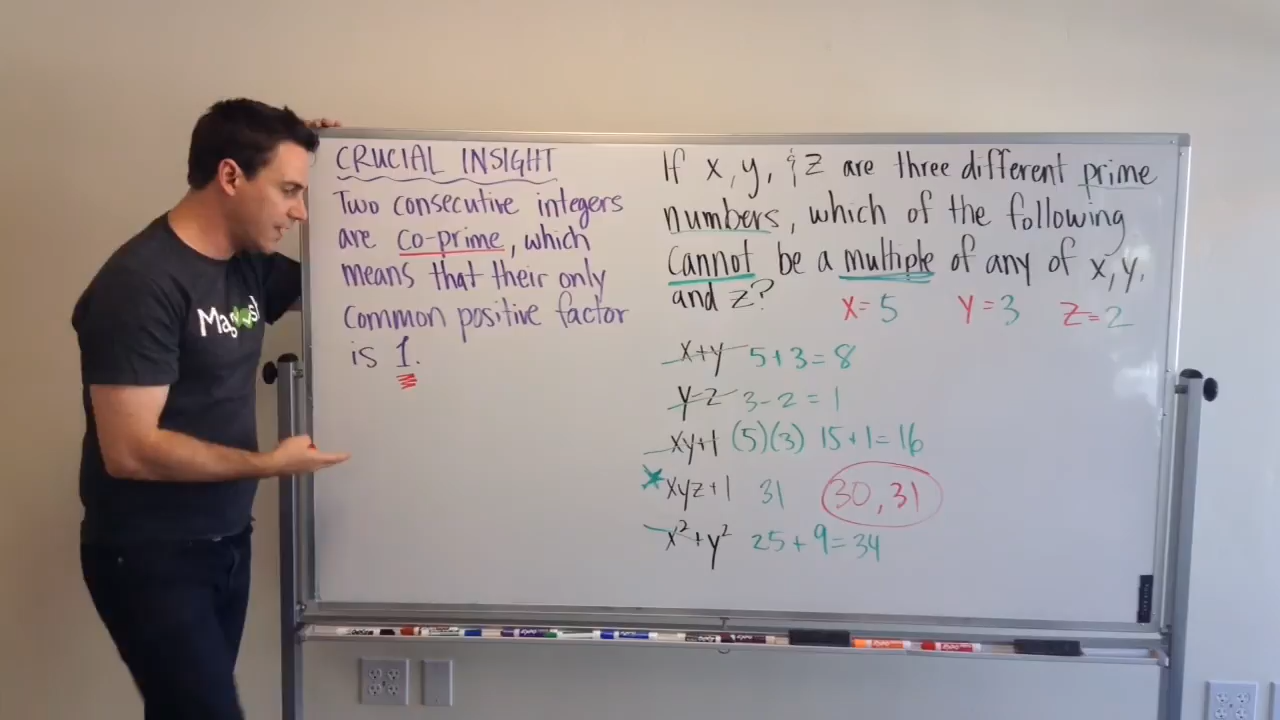 CRUCIAL INSIGHT
Two consecutive integers
are co-prime, which
means that their only
common positive factor
is 1.
If x, y, & z are three different prime
numbers, which of the following
cannot be a multiple of any of x, y,
and z?
x=5 y=3 z=2
x+y 5+3=8
y-z 3-2=1
xy+1 (5)(3) 15+1=16
xyz+1 31 30, 31
x²+y² 25+9=34